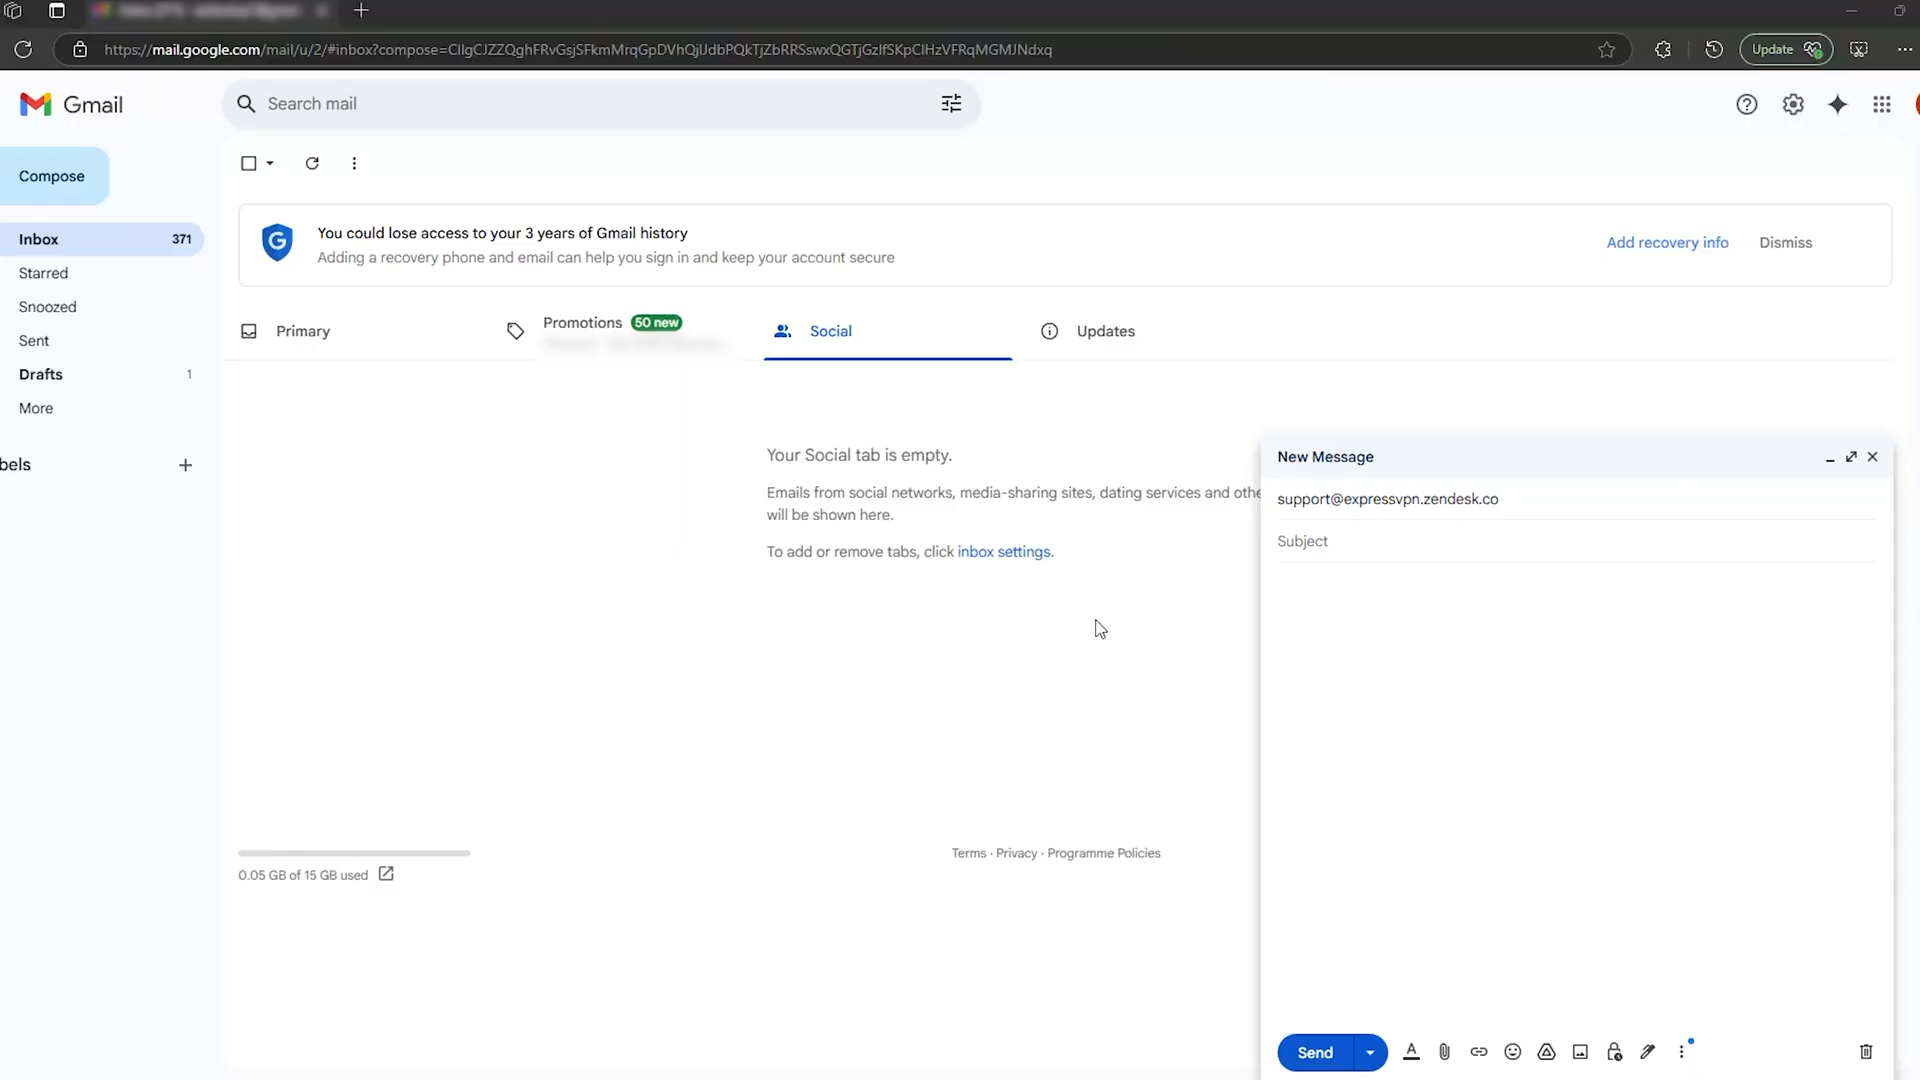 https://mail.google.com/mail/u/2/#inbox?compose=CllgCJZZQghFRvGsjSFkmMrqGpDVhQjlJdbPQkTjZbRRSswxQGTjGzlfSKpClHzVFRqMGMJNdxq
Update
Gmail
Search mail
Compose
Inbox 371
Starred
Snoozed
Sent
Drafts 1
More
bels
You could lose access to your 3 years of Gmail history
Adding a recovery phone and email can help you sign in and keep your account secure
Add recovery info Dismiss
Primary
Promotions 50 new
Social
Updates
Your Social tab is empty.
Emails from social networks, media-sharing sites, dating services and othe
will be shown here.
To add or remove tabs, click inbox settings.
0.05 GB of 15 GB used
Terms · Privacy · Programme Policies
New Message
support@expressvpn.zendesk.co
Subject
Send